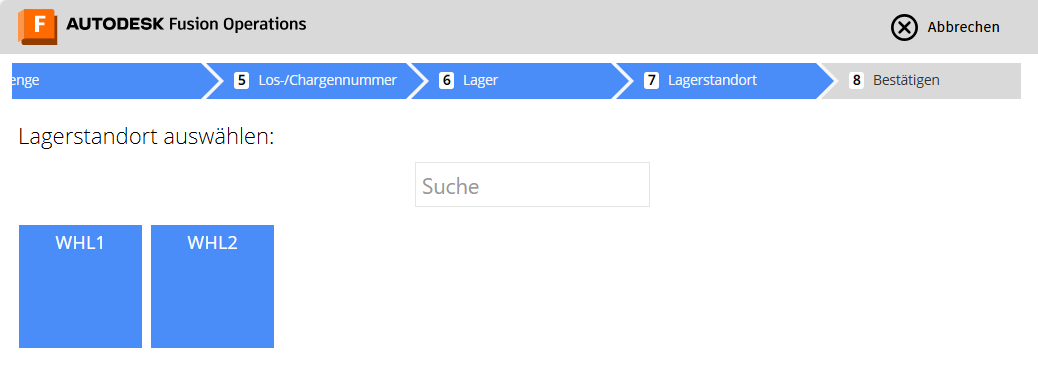 F AUTODESK Fusion Operations
Abbrechen
enge 5 Los-/Chargennummer 6 Lager 7 Lagerstandort 8 Bestätigen
Lagerstandort auswählen:
Suche
WHL1 WHL2